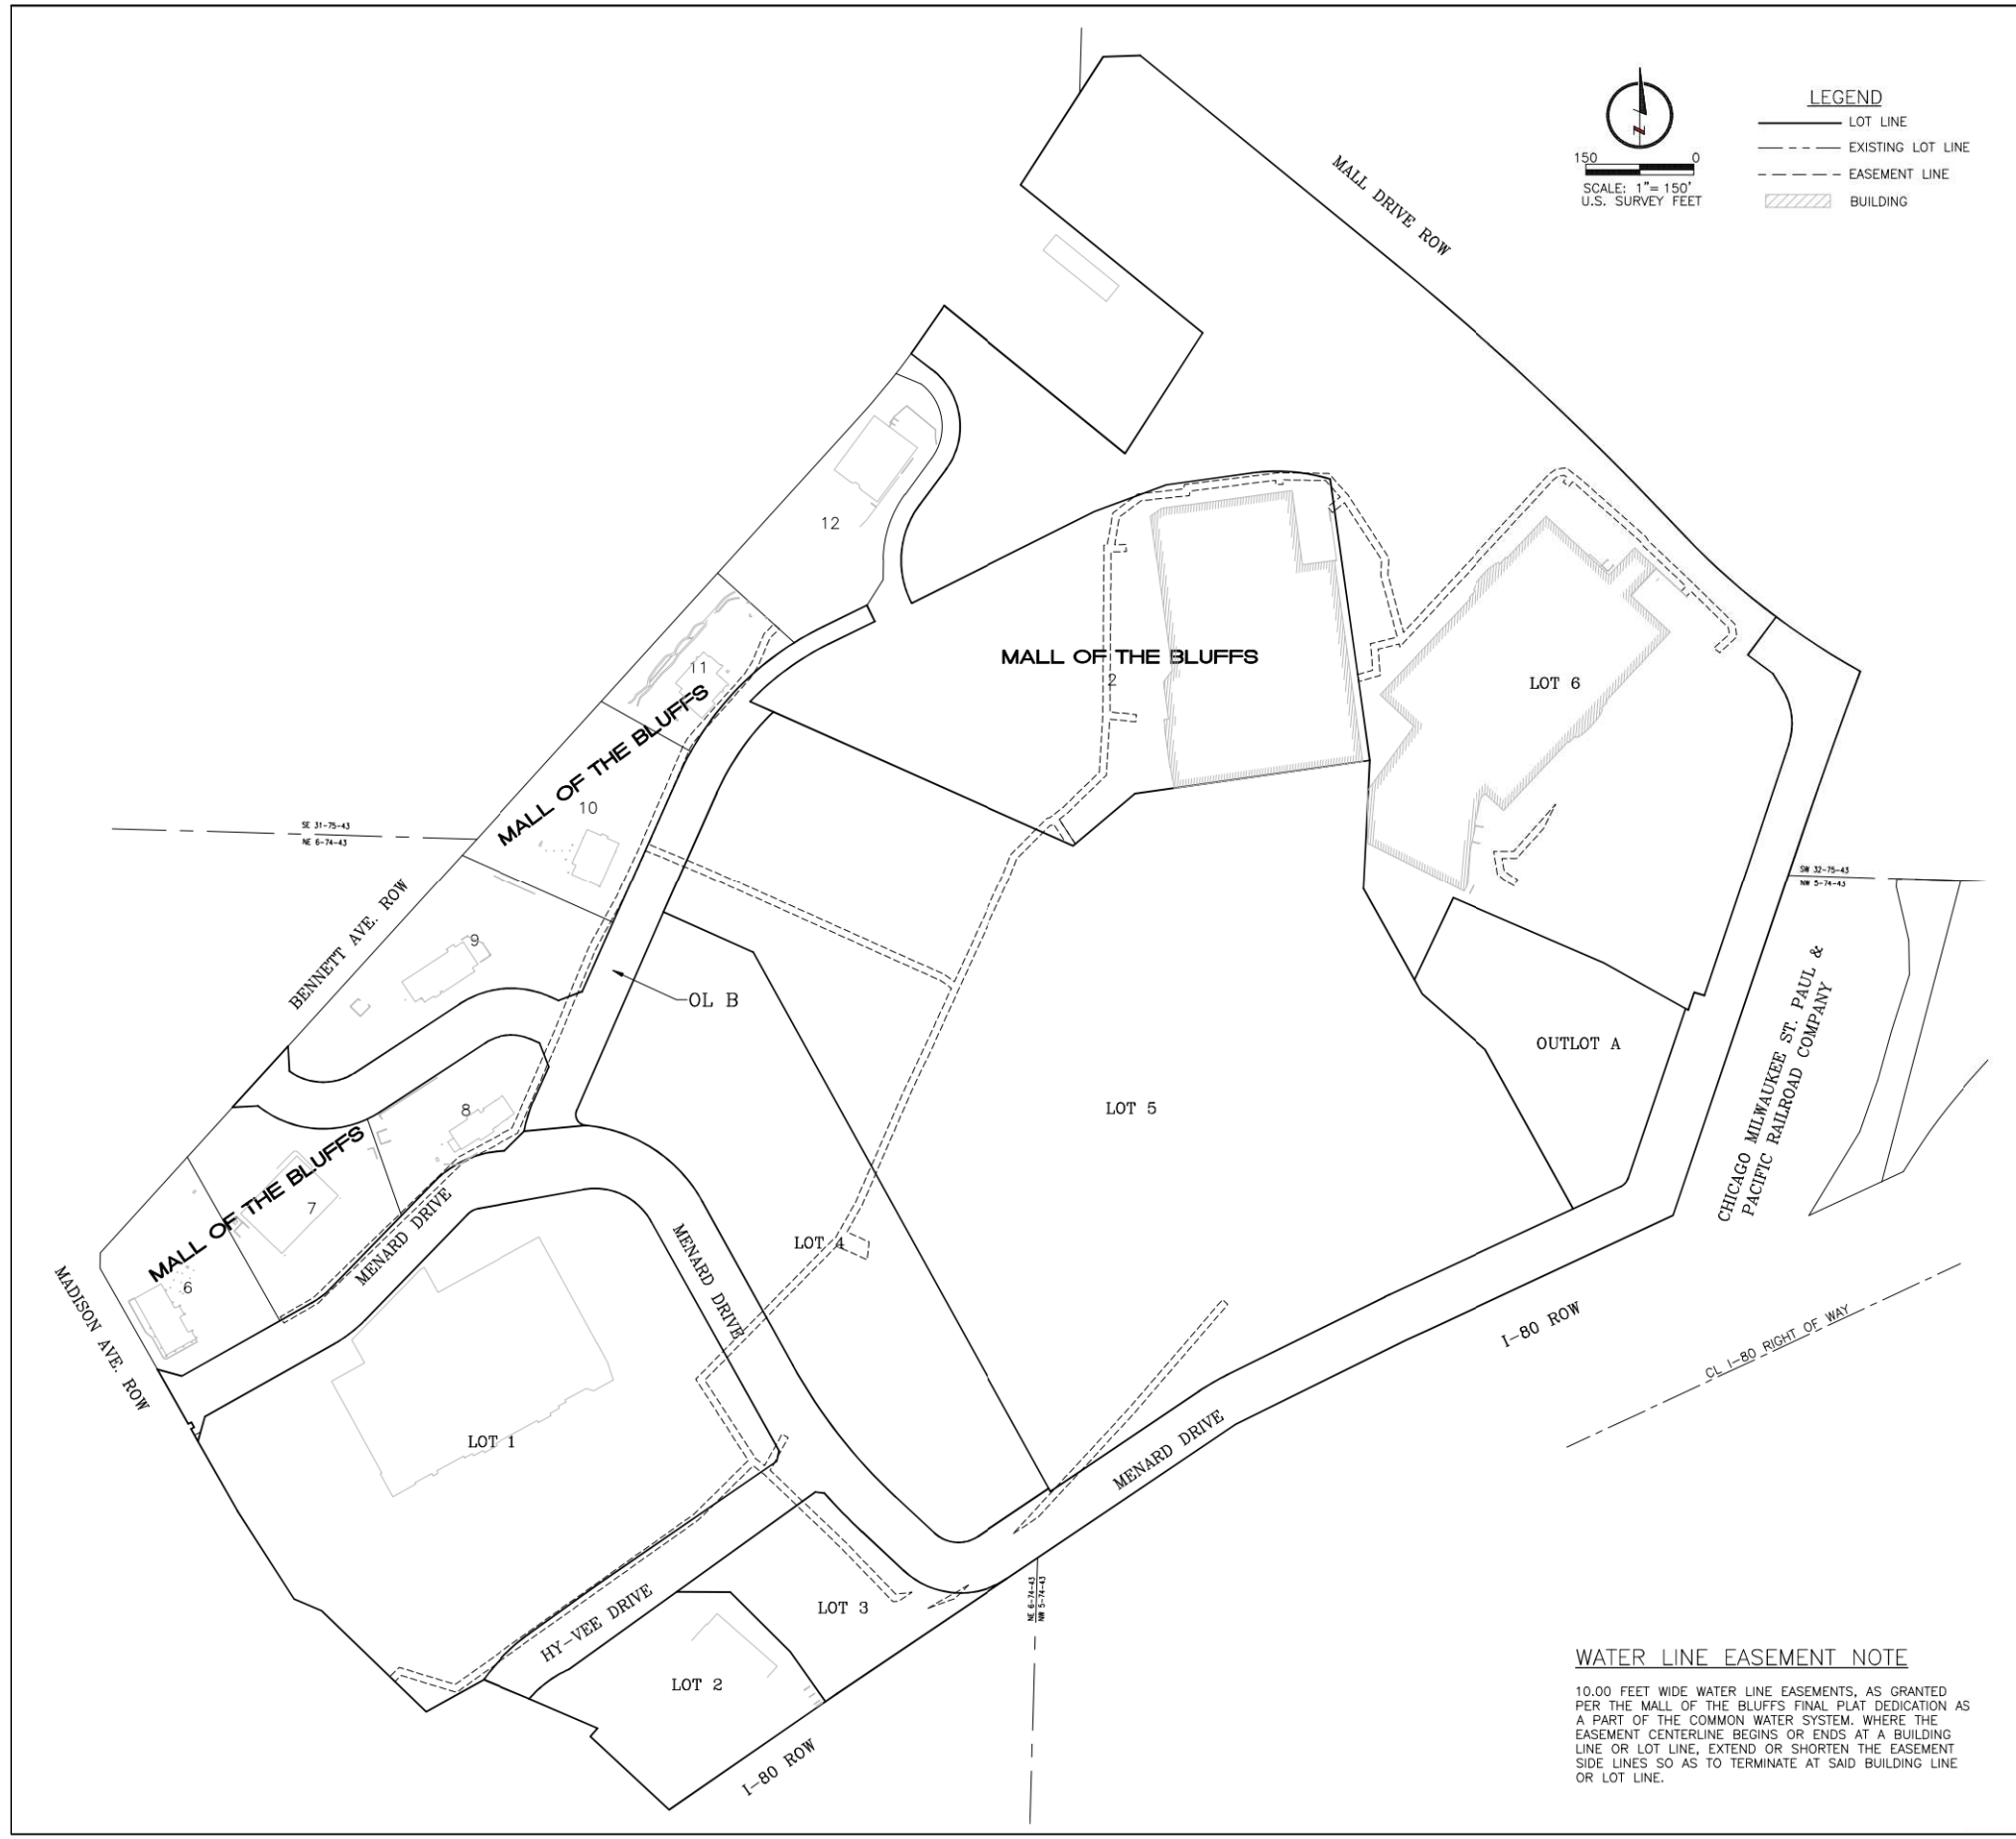 LEGEND
LOT LINE
EXISTING LOT LINE
EASEMENT LINE
BUILDING
150 0
SCALE: 1"= 150'
U.S. SURVEY FEET
N
MALL DRIVE ROW
12
11
MALL OF THE BLUFFS
2
LOT 6
MALL OF THE BLUFFS
10
SE 31-75-43
NE 6-74-43
SW 32-75-43
NW 5-74-43
BENNETT AVE. ROW
9
OL B
CHICAGO MILWAUKEE ST. PAUL &
PACIFIC RAILROAD COMPANY
OUTLOT A
8
LOT 5
MALL OF THE BLUFFS
7
6
MENARD DRIVE
MENARD DRIVE
LOT 4
MADISON AVE. ROW
I-80 ROW
CL I-80 RIGHT OF WAY
LOT 1
MENARD DRIVE
HY-VEE DRIVE
LOT 3
NE 6-74-43
NW 5-74-43
LOT 2
I-80 ROW
WATER LINE EASEMENT NOTE
10.00 FEET WIDE WATER LINE EASEMENTS, AS GRANTED
PER THE MALL OF THE BLUFFS FINAL PLAT DEDICATION AS
A PART OF THE COMMON WATER SYSTEM. WHERE THE
EASEMENT CENTERLINE BEGINS OR ENDS AT A BUILDING
LINE OR LOT LINE, EXTEND OR SHORTEN THE EASEMENT
SIDE LINES SO AS TO TERMINATE AT SAID BUILDING LINE
OR LOT LINE.